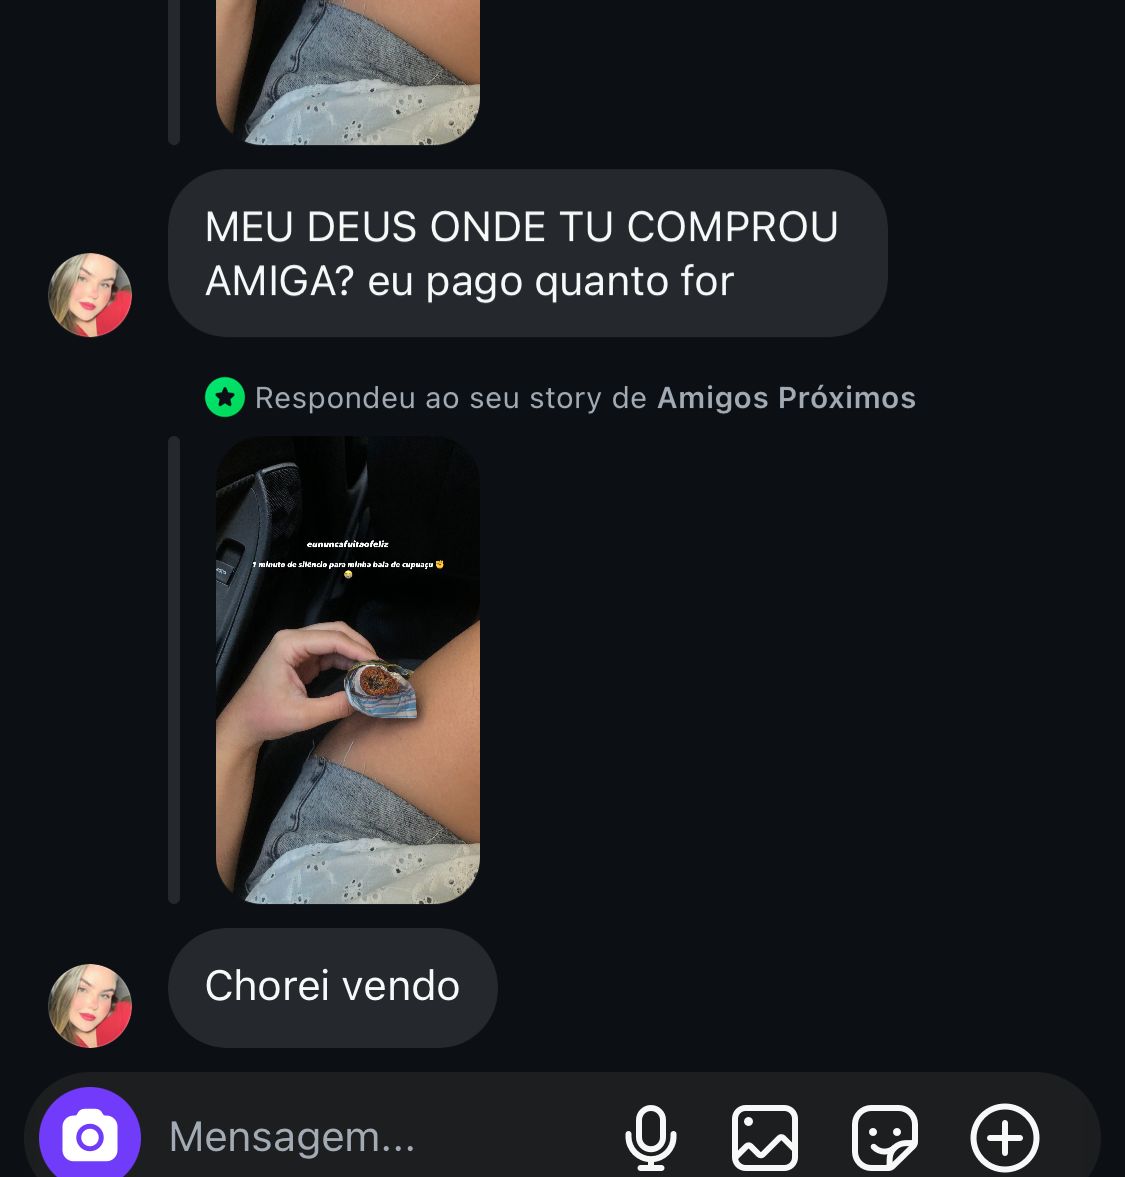 MEU DEUS ONDE TU COMPROU
AMIGA? eu pago quanto for
Respondeu ao seu story de Amigos Próximos
eununcafuitaofeliz
1 minuto de silêncio para minha bala de cupuaçu ✊
😭
Chorei vendo
Mensagem...